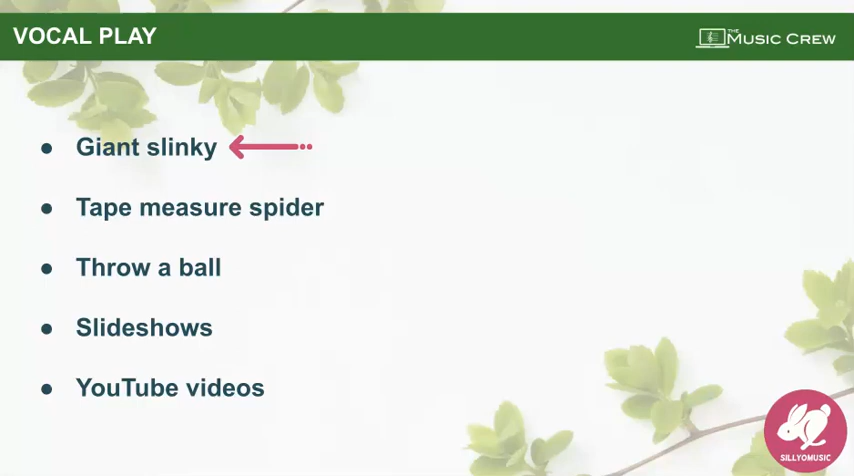 VOCAL PLAY
THE
MUSIC CREW
● Giant slinky
● Tape measure spider
● Throw a ball
● Slideshows
● YouTube videos
SILLYOMUSIC